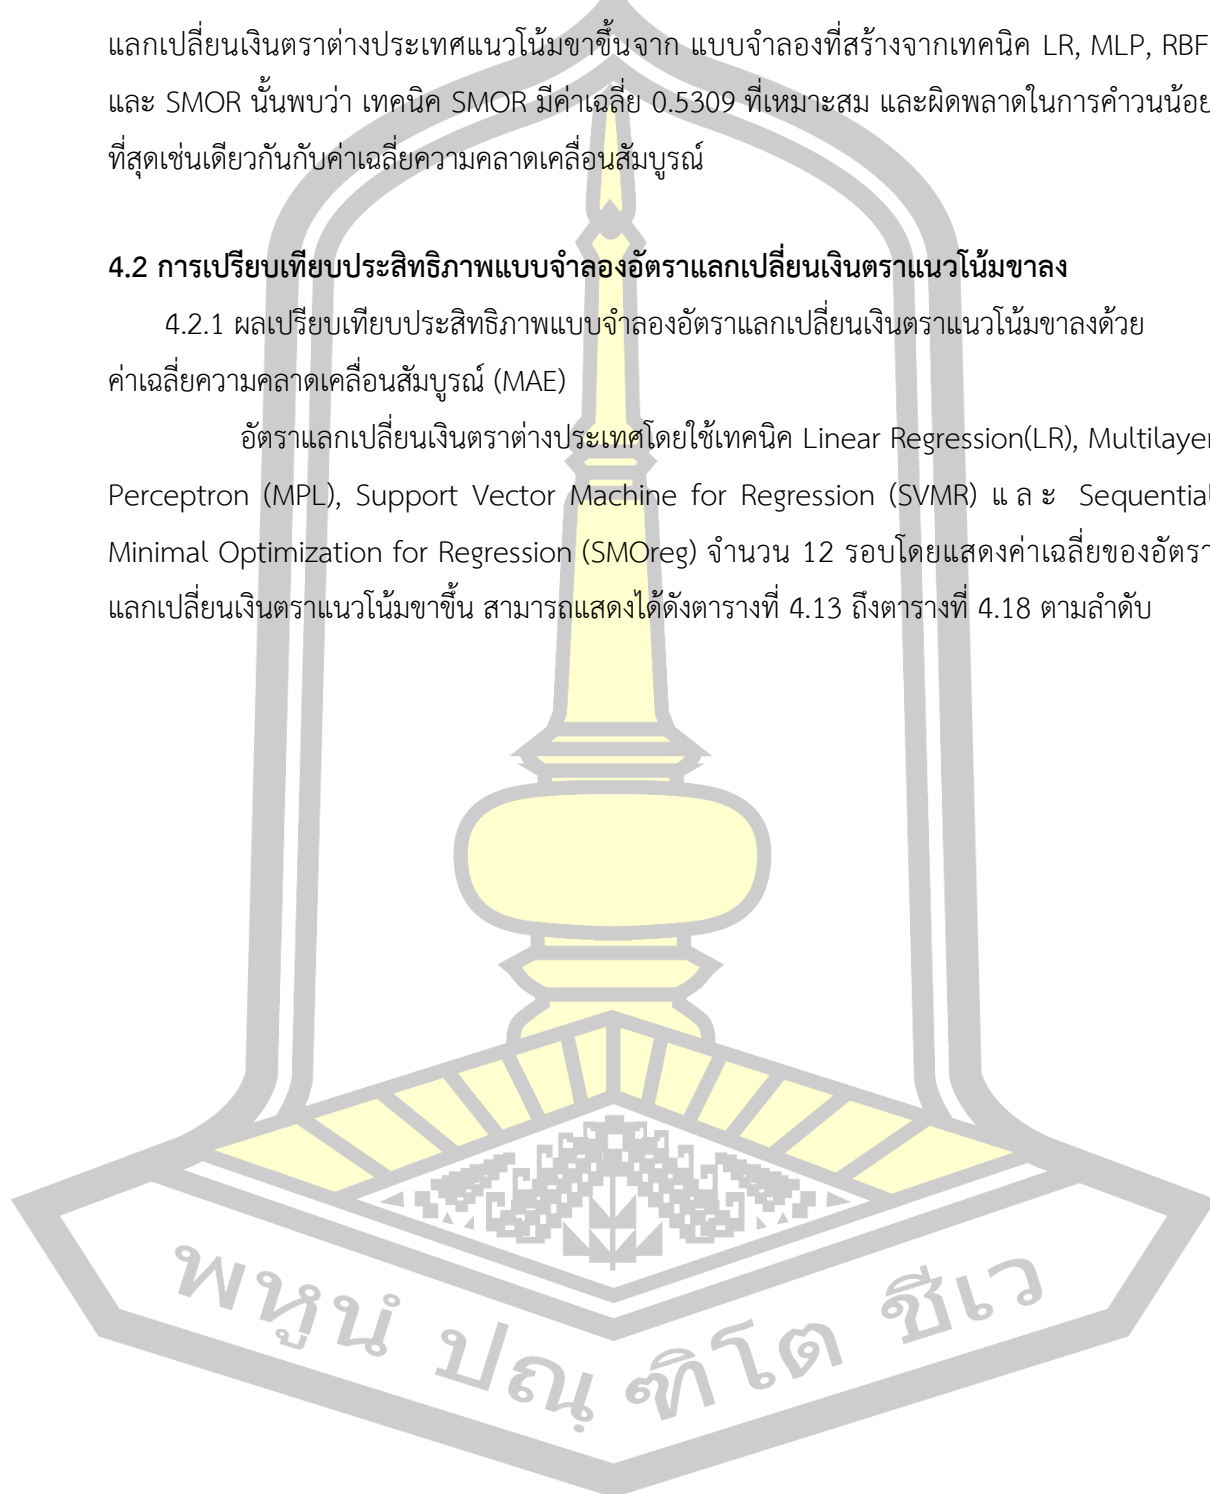 แลกเปลี่ยนเงินตราต่างประเทศแนวโน้มขาขึ้นจาก แบบจำลองที่สร้างจากเทคนิค LR, MLP, RBF
และ SMOR นั้นพบว่า เทคนิค SMOR มีค่าเฉลี่ย 0.5309 ที่เหมาะสม และผิดพลาดในการคำวนน้อย
ที่สุดเช่นเดียวกันกับค่าเฉลี่ยความคลาดเคลื่อนสัมบูรณ์
4.2 การเปรียบเทียบประสิทธิภาพแบบจำลองอัตราแลกเปลี่ยนเงินตราแนวโน้มขาลง
4.2.1 ผลเปรียบเทียบประสิทธิภาพแบบจำลองอัตราแลกเปลี่ยนเงินตราแนวโน้มขาลงด้วย
ค่าเฉลี่ยความคลาดเคลื่อนสัมบูรณ์ (MAE)
อัตราแลกเปลี่ยนเงินตราต่างประเทศโดยใช้เทคนิค Linear Regression(LR), Multilayer
Perceptron (MPL), Support Vector Machine for Regression (SVMR) และ Sequential
Minimal Optimization for Regression (SMOreg) จำนวน 12 รอบโดยแสดงค่าเฉลี่ยของอัตรา
แลกเปลี่ยนเงินตราแนวโน้มขาขึ้น สามารถแสดงได้ดังตารางที่ 4.13 ถึงตารางที่ 4.18 ตามลำดับ
พหูนํ ปณฺฑิโต ชีเว